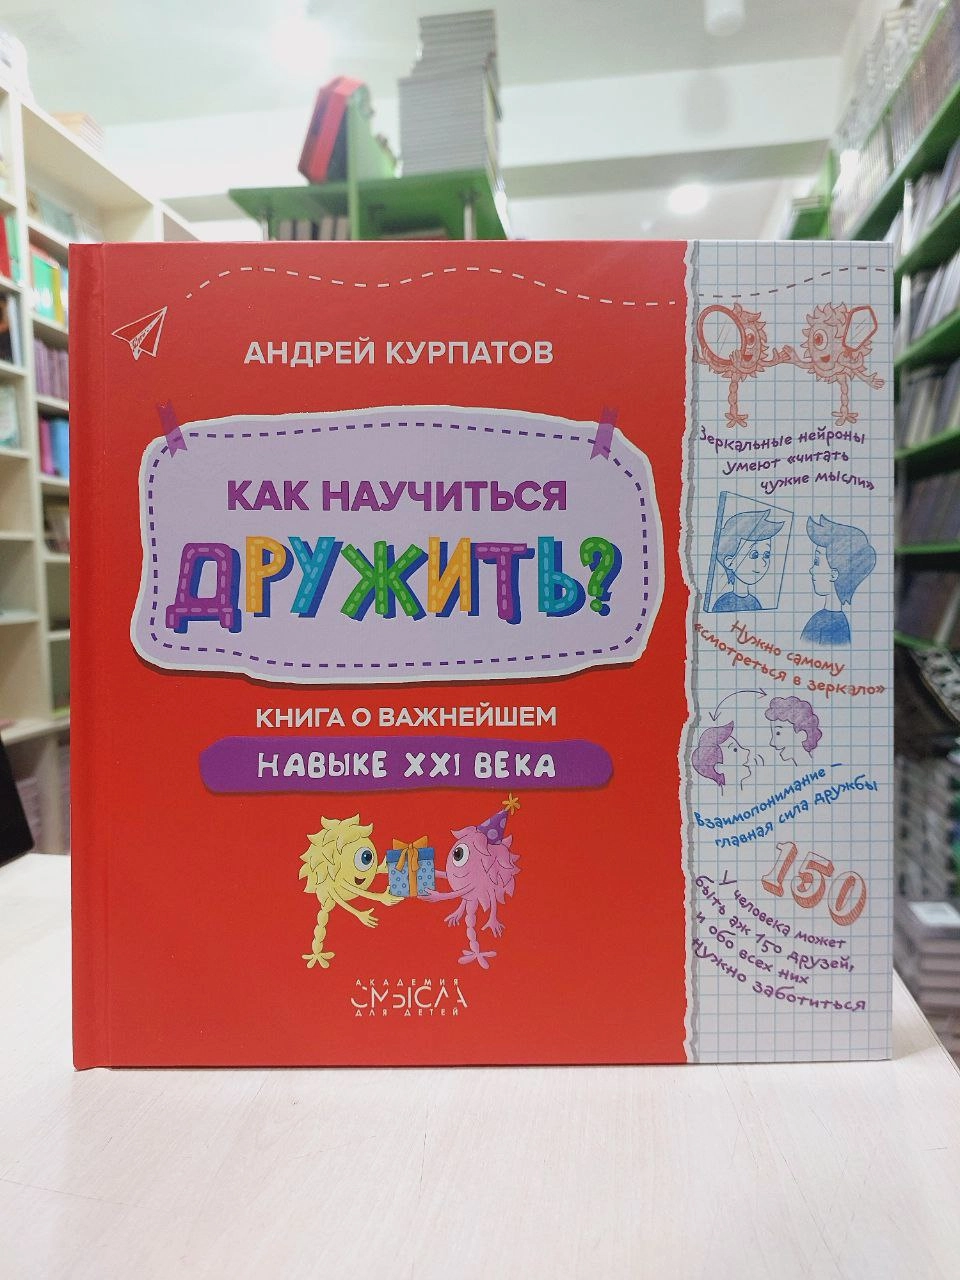 АНДРЕЙ КУРПАТОВ
КАК НАУЧИТЬСЯ
ДРУЖИТЬ?
КНИГА О ВАЖНЕЙШЕМ
НАВЫКЕ XXI ВЕКА
АКАДЕМИЯ
СМЫСЛА
ДЛЯ ДЕТЕЙ
Зеркальные нейроны
умеют «читать
чужие мысли»
Нужно самому
«смотреться в зеркало»
Взаимопонимание –
главная сила дружбы
150
У человека может
быть аж 150 друзей,
и обо всех них
нужно заботиться